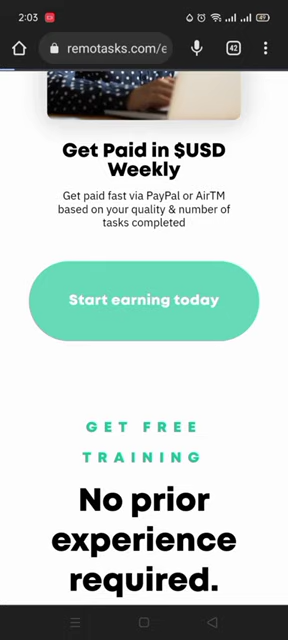 2:03
49
remotasks.com/e
42
Get Paid in $USD
Weekly
Get paid fast via PayPal or AirTM
based on your quality & number of
tasks completed
Start earning today
GET FREE
TRAINING
No prior
experience
required.